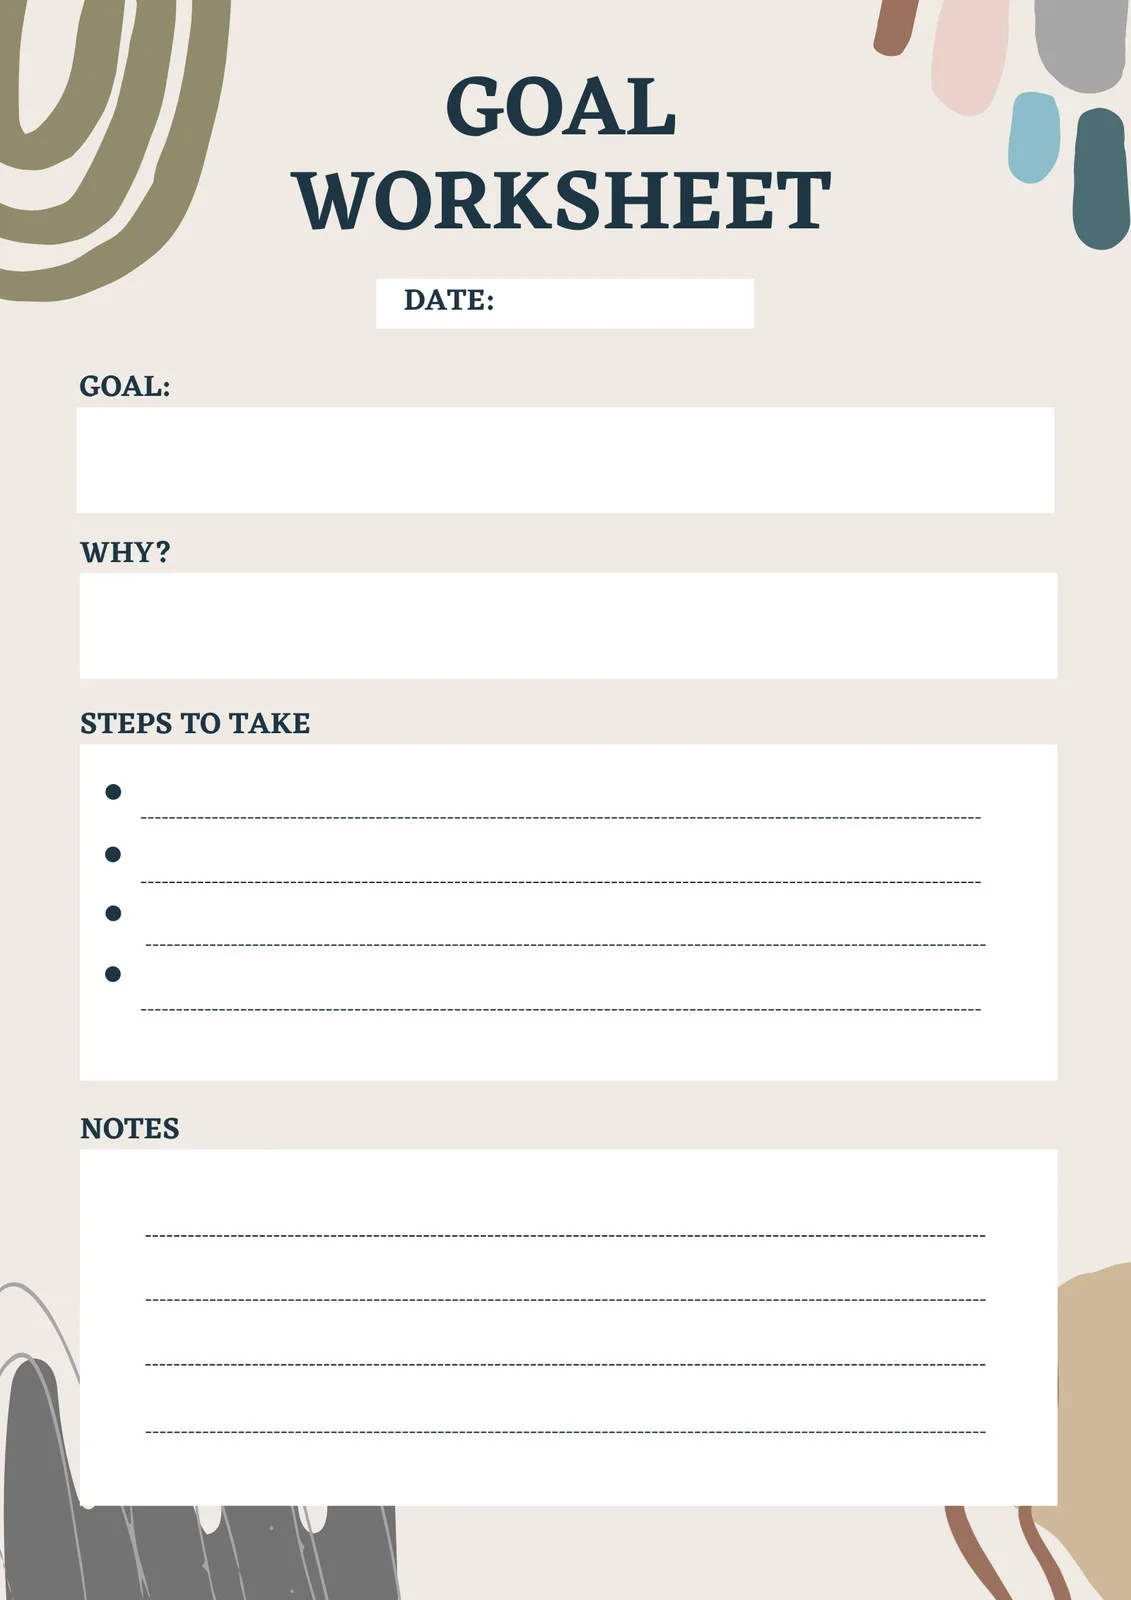 GOAL
WORKSHEET
DATE:
GOAL:
WHY?
STEPS TO TAKE
NOTES